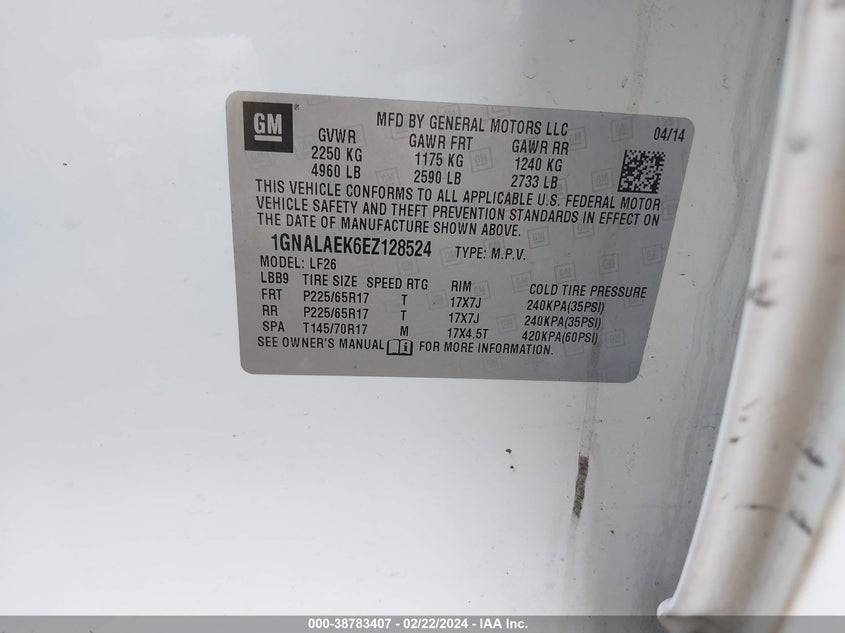 GM ®
MFD BY GENERAL MOTORS LLC 04/14
GVWR GAWR FRT GAWR RR
2250 KG 1175 KG 1240 KG
4960 LB 2590 LB 2733 LB
THIS VEHICLE CONFORMS TO ALL APPLICABLE U.S. FEDERAL MOTOR
VEHICLE SAFETY AND THEFT PREVENTION STANDARDS IN EFFECT ON
THE DATE OF MANUFACTURE SHOWN ABOVE.
1GNALAEK6EZ128524 TYPE: M.P.V.
MODEL: LF26
LBB9 TIRE SIZE SPEED RTG RIM COLD TIRE PRESSURE
FRT P225/65R17 T 17X7J 240KPA(35PSI)
RR P225/65R17 T 17X7J 240KPA(35PSI)
SPA T145/70R17 M 17X4.5T 420KPA(60PSI)
SEE OWNER'S MANUAL i FOR MORE INFORMATION.
000-38783407 - 02/22/2024 - IAA Inc.